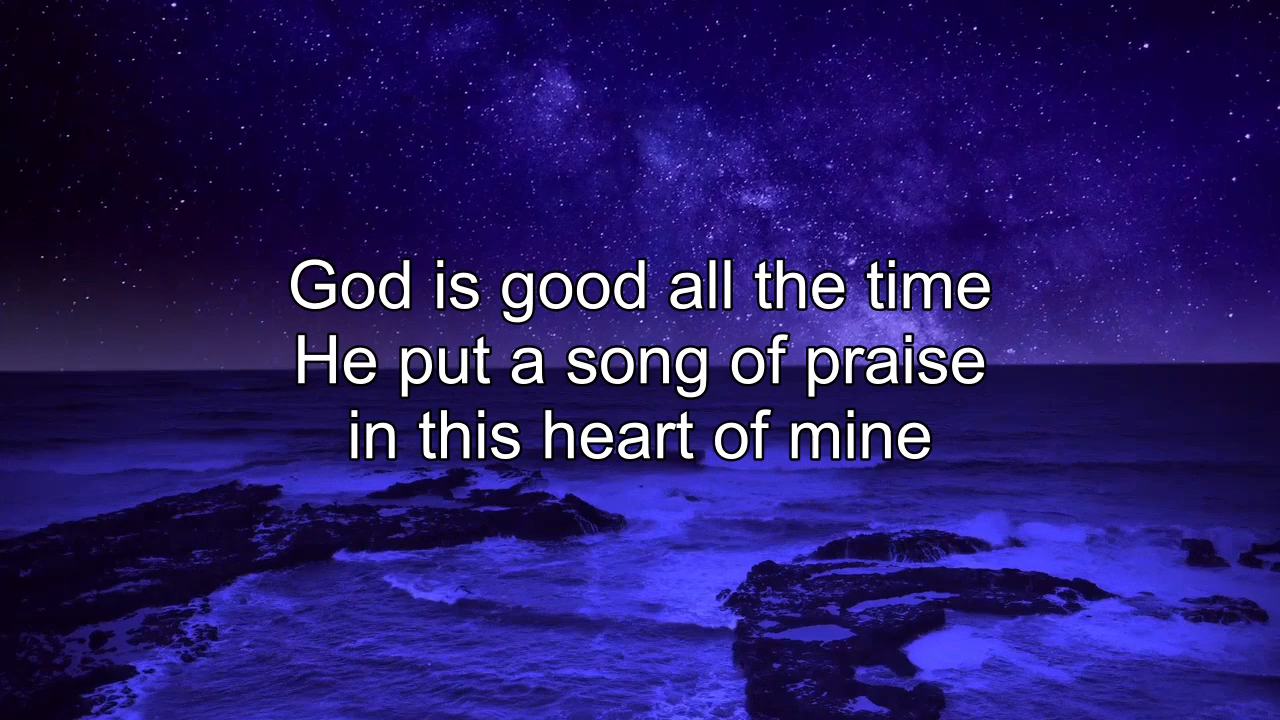 God is good all the time
He put a song of praise
in this heart of mine